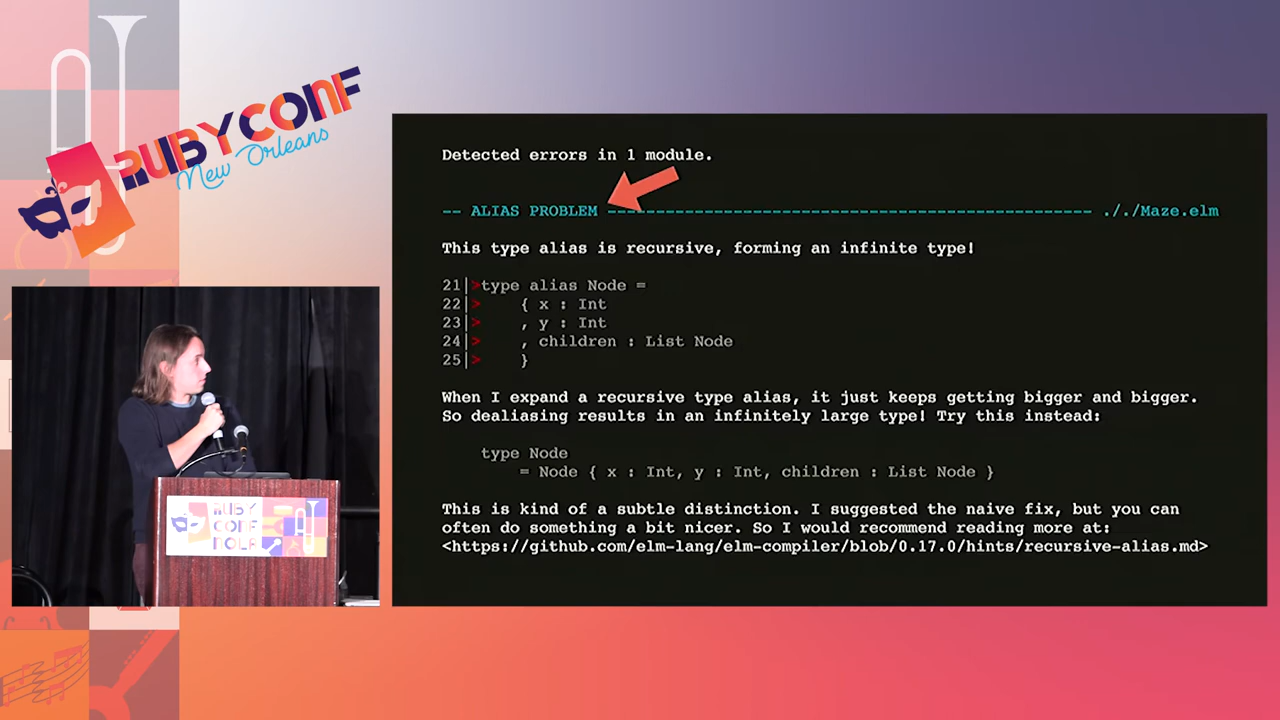 RUBYCONF
New Orleans
Detected errors in 1 module.
-- ALIAS PROBLEM -------------------------------------------------- ././Maze.elm
This type alias is recursive, forming an infinite type!
21|>type alias Node =
22|>    { x : Int
23|>    , y : Int
24|>    , children : List Node
25|>    }
When I expand a recursive type alias, it just keeps getting bigger and bigger.
So dealiasing results in an infinitely large type! Try this instead:
type Node
= Node { x : Int, y : Int, children : List Node }
This is kind of a subtle distinction. I suggested the naive fix, but you can
often do something a bit nicer. So I would recommend reading more at:
<https://github.com/elm-lang/elm-compiler/blob/0.17.0/hints/recursive-alias.md>
RUBY
CONF
NOLA